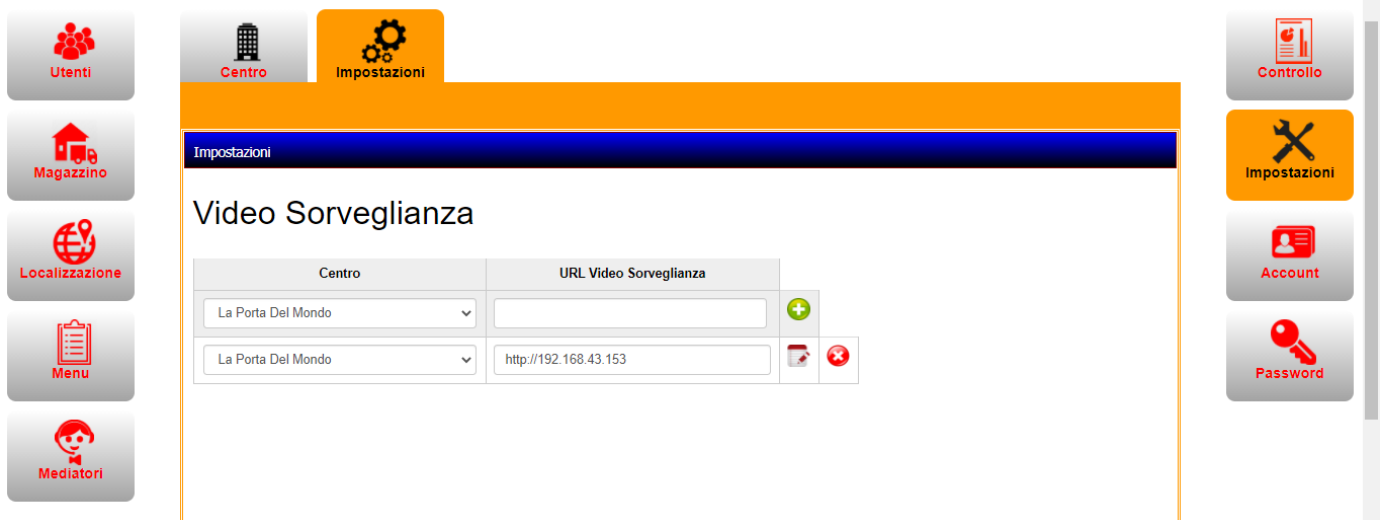 Utenti
Centro
Impostazioni
Controllo
Impostazioni
Magazzino
Impostazioni
Video Sorveglianza
Localizzazione
Centro
URL Video Sorveglianza
Account
La Porta Del Mondo
La Porta Del Mondo
http://192.168.43.153
Menu
Password
Mediatori